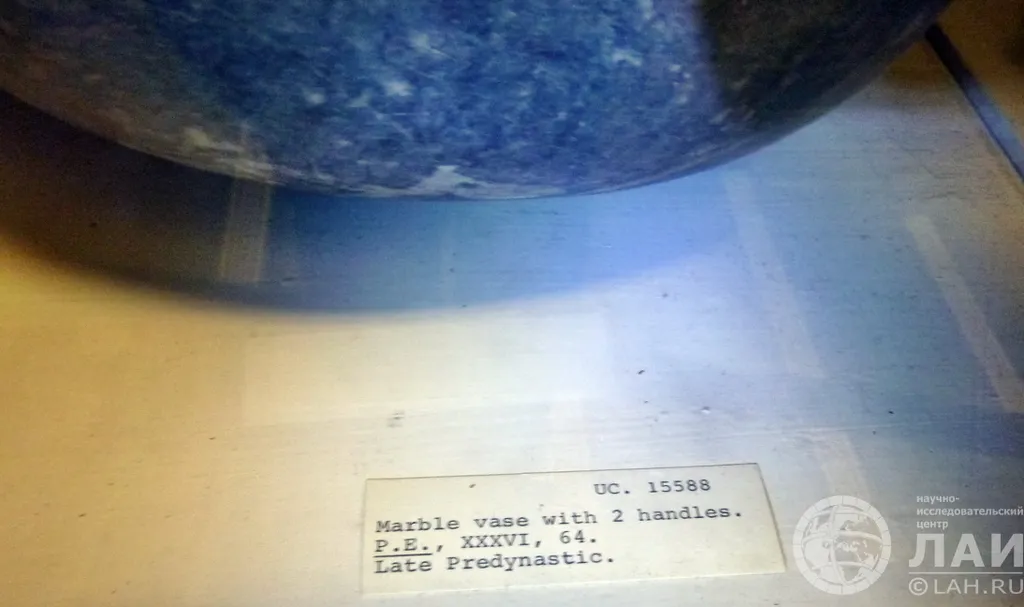 UC. 15588
Marble vase with 2 handles.
P.E., XXXVI, 64.
Late Predynastic.
научно-
исследовательский
центр
ЛАИ
©LAH.RU